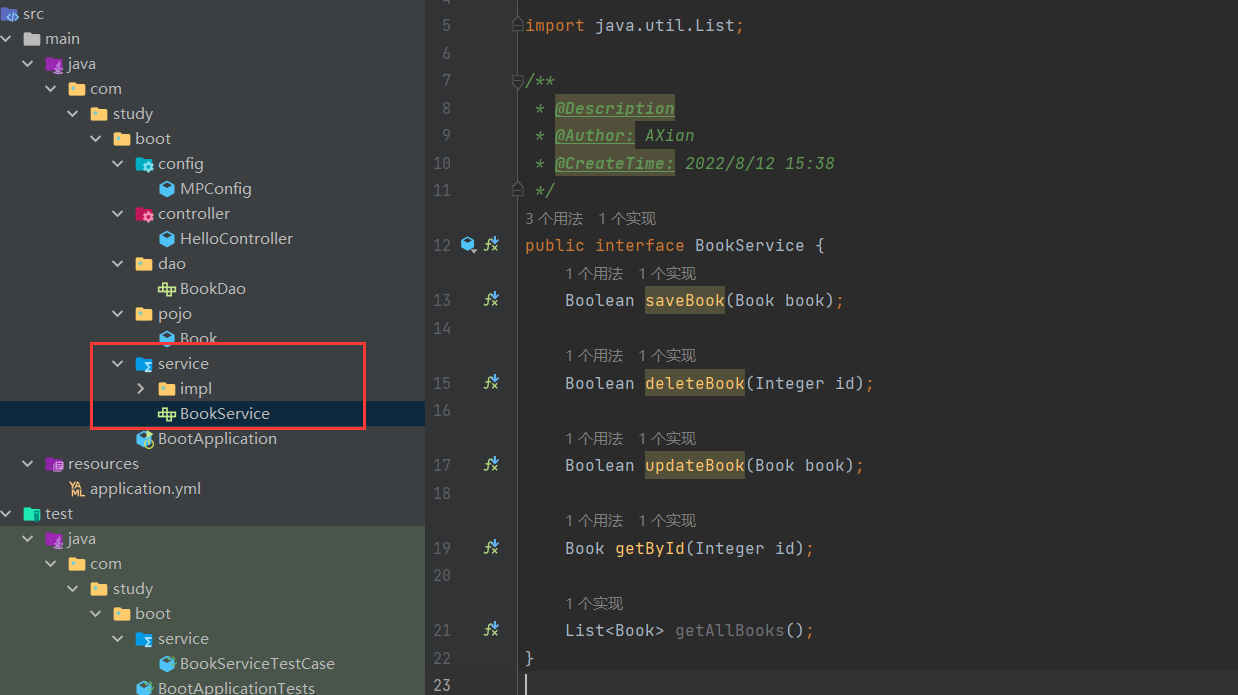 src
main
java
com
study
boot
config
MPConfig
controller
HelloController
dao
BookDao
pojo
Book
service
impl
BookService
BootApplication
resources
application.yml
test
java
com
study
boot
service
BookServiceTestCase
BootApplicationTests
5 import java.util.List;
6
7 /**
8 * @Description
9 * @Author: AXian
10 * @CreateTime: 2022/8/12 15:38
11 */
3 个用法 1 个实现
12 public interface BookService {
1 个用法 1 个实现
13 Boolean saveBook(Book book);
14
1 个用法 1 个实现
15 Boolean deleteBook(Integer id);
16
1 个用法 1 个实现
17 Boolean updateBook(Book book);
18
1 个用法 1 个实现
19 Book getById(Integer id);
20
1 个实现
21 List<Book> getAllBooks();
22 }
23